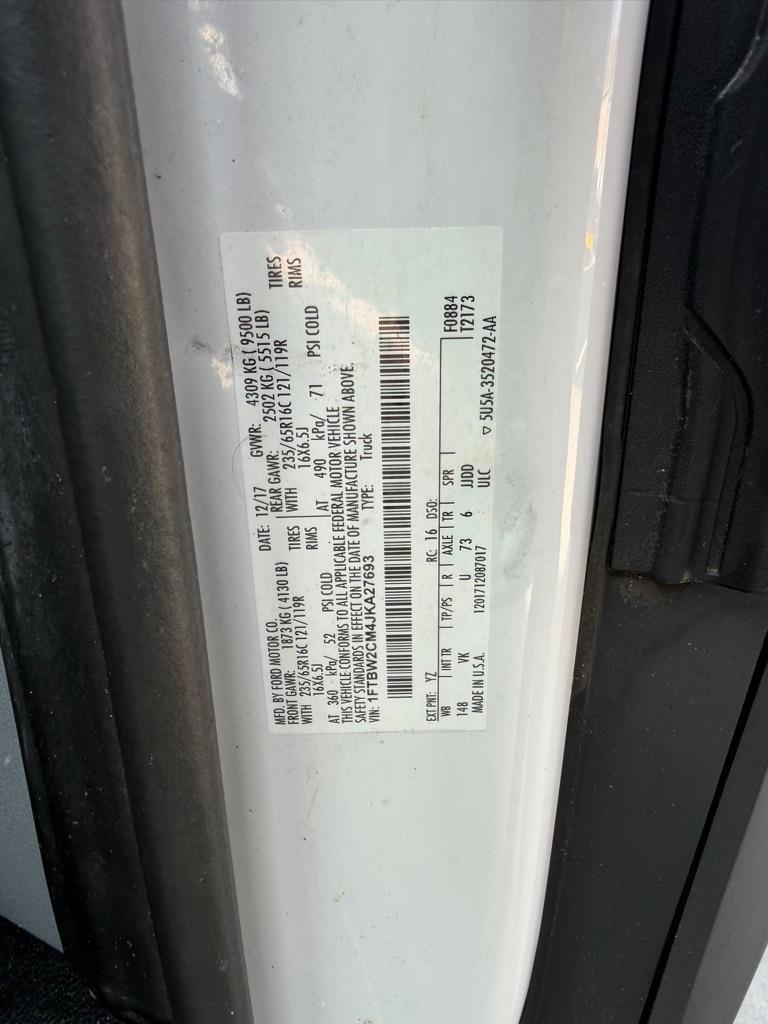 MFD. BY FORD MOTOR CO. DATE: 12/17 GVWR: 4309 KG ( 9500 LB)
FRONT GAWR: 1873 KG ( 4130 LB) REAR GAWR: 2502 KG ( 5515 LB)
WITH 235/65R16C 121/119R TIRES WITH 235/65R16C 121/119R TIRES
16X6.5J RIMS 16X6.5J RIMS
AT 360 kPa/ 52 PSI COLD AT 490 kPa/ 71 PSI COLD
THIS VEHICLE CONFORMS TO ALL APPLICABLE FEDERAL MOTOR VEHICLE
SAFETY STANDARDS IN EFFECT ON THE DATE OF MANUFACTURE SHOWN ABOVE.
VIN: 1FTBW2CM4JKA27693 TYPE: Truck
EXT PNT: YZ RC: 16 DSO: F0884
WB INT TR TP/PS R AXLE TR SPR T2173
148 VK U 73 6 JJDD
MADE IN U.S.A. 1201712087017 ULC ▽ 5U5A-3520472-AA